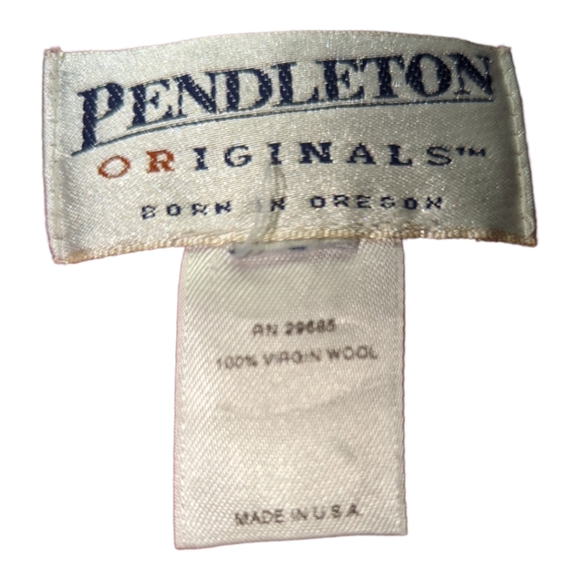 PENDLETON
ORIGINALS™
BORN IN OREGON
RN 29685
100% VIRGIN WOOL
MADE IN U.S.A.